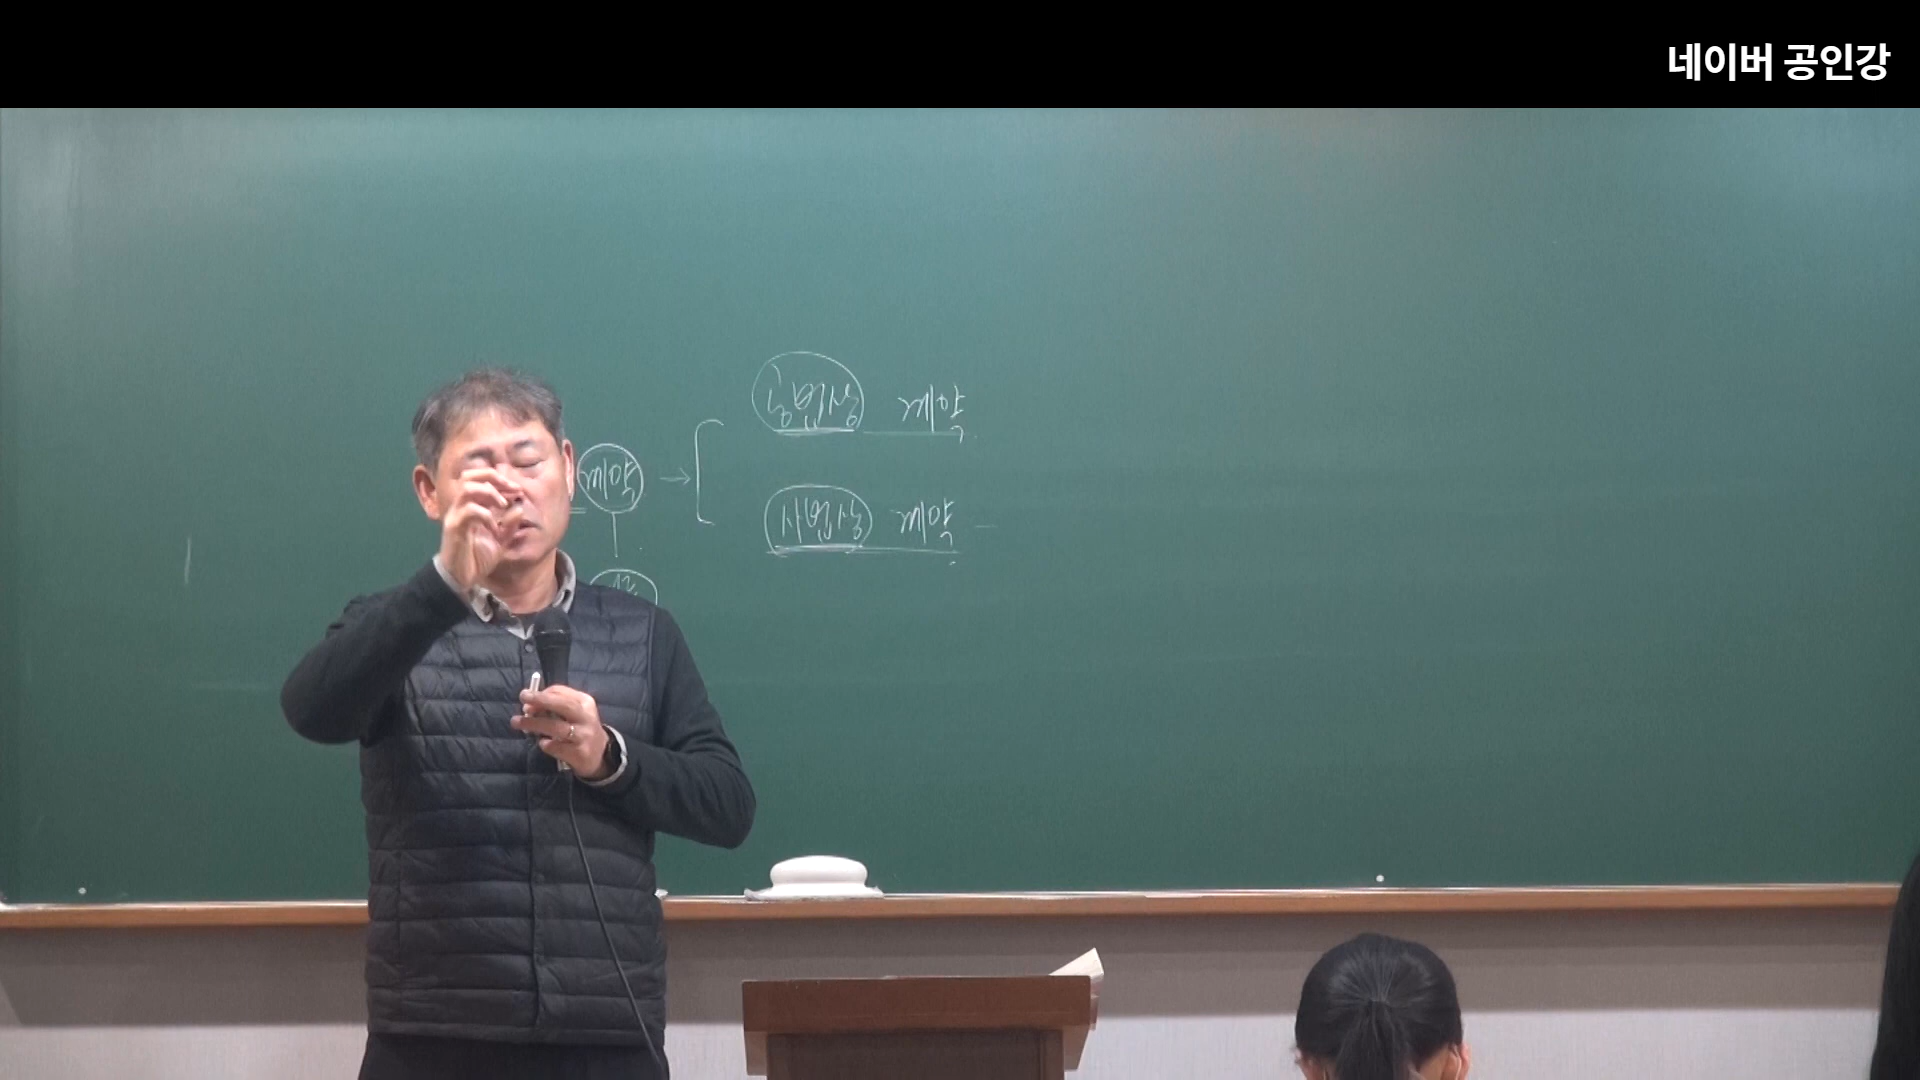 네이버 공인강
공법상 계약
계약 →
사법상 계약